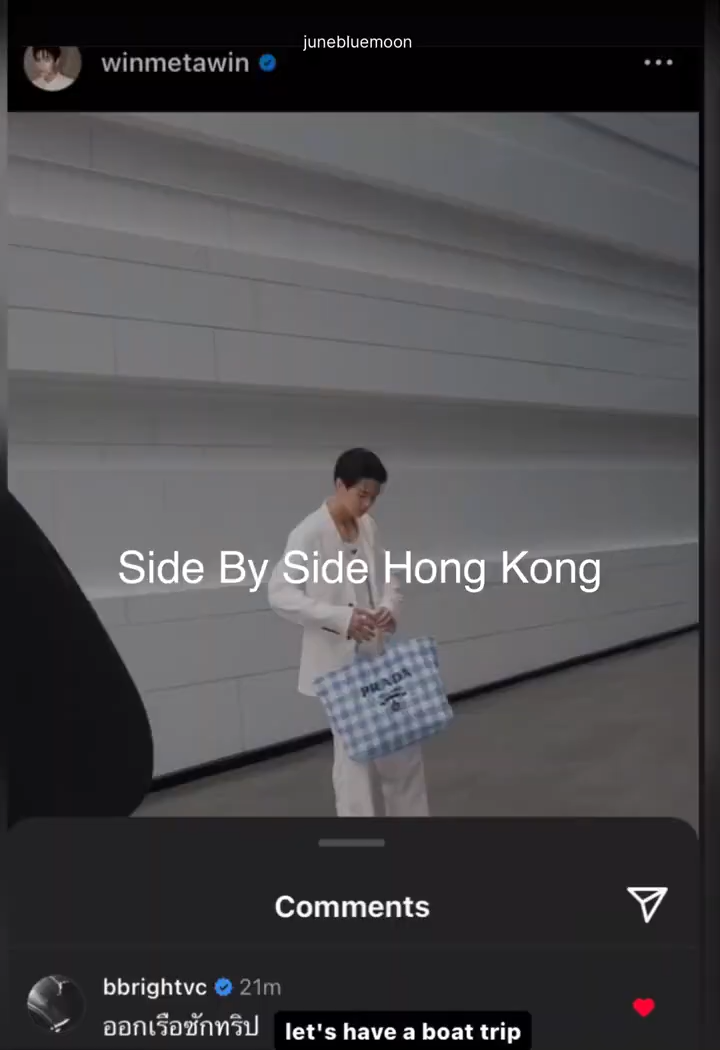 junebluemoon
winmetawin
Side By Side Hong Kong
PRADA
Comments
bbrightvc 21m
ออกเรือซักทริป
let's have a boat trip